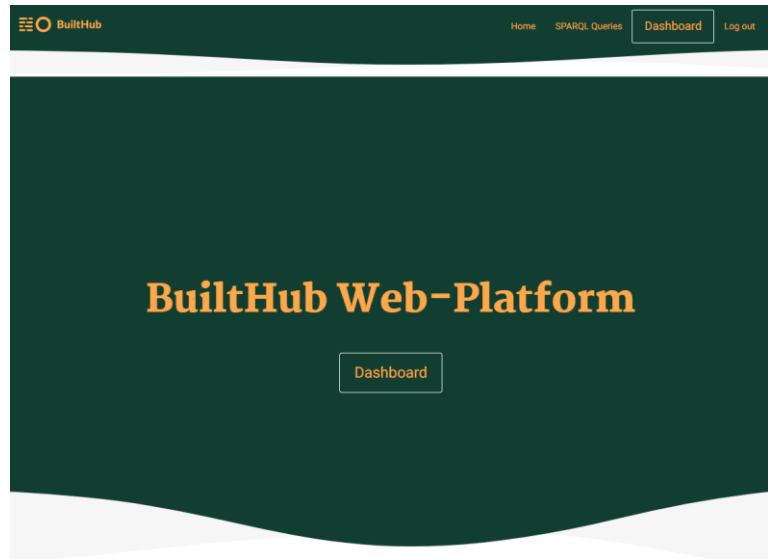 BuiltHub
Home SPARQL Queries Dashboard Log out
BuiltHub Web-Platform
Dashboard